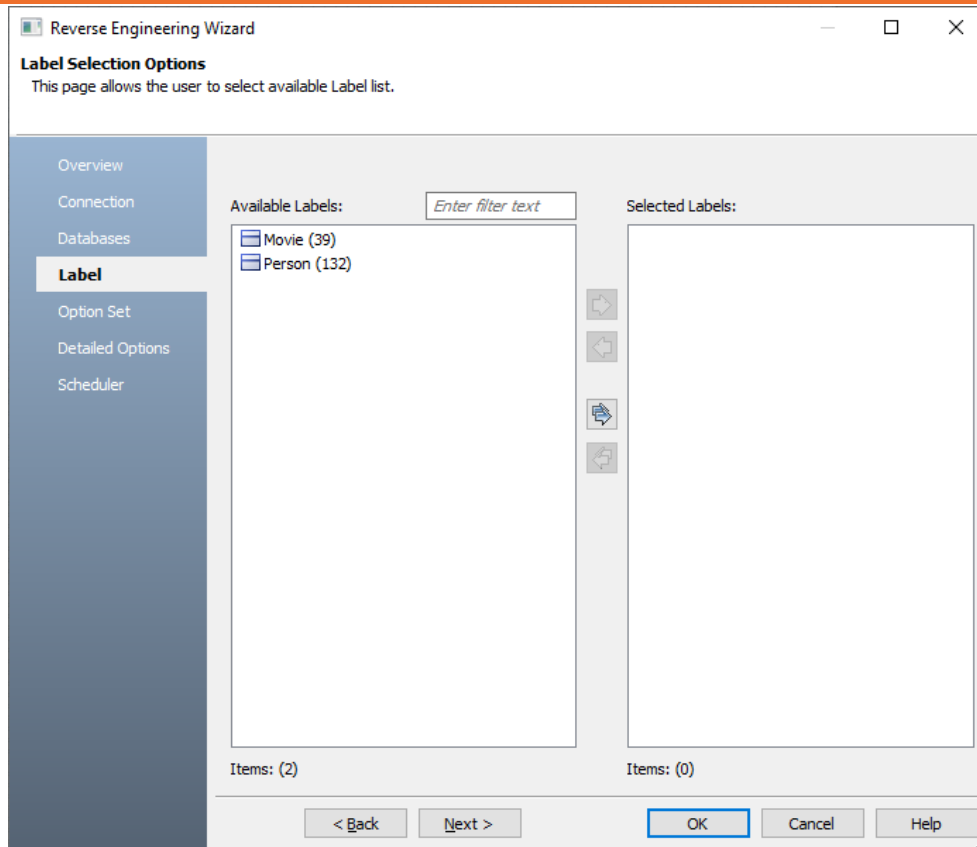 Reverse Engineering Wizard
Label Selection Options
This page allows the user to select available Label list.
Overview
Connection
Databases
Label
Option Set
Detailed Options
Scheduler
Available Labels:
Enter filter text
Movie (39)
Person (132)
Items: (2)
Selected Labels:
Items: (0)
< Back
Next >
OK
Cancel
Help